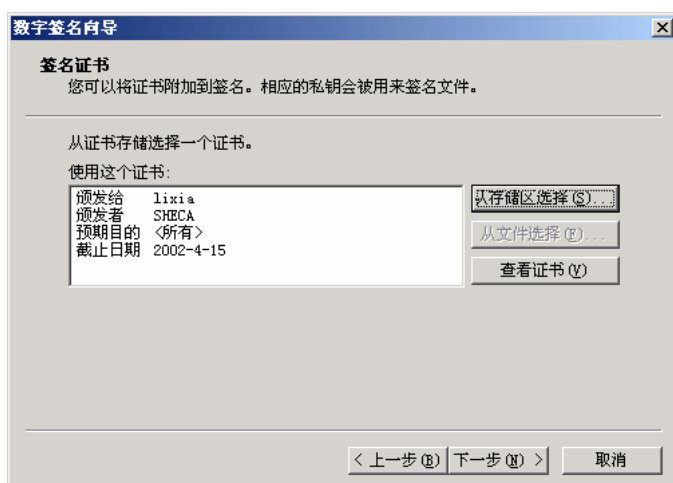 数字签名向导
签名证书
您可以将证书附加到签名。相应的私钥会被用来签名文件。
从证书存储选择一个证书。
使用这个证书:
颁发给 lixia
颁发者 SHECA
预期目的 <所有>
截止日期 2002-4-15
从存储区选择(S)...
从文件选择(F)...
查看证书(V)
< 上一步(B)
下一步(N) >
取消